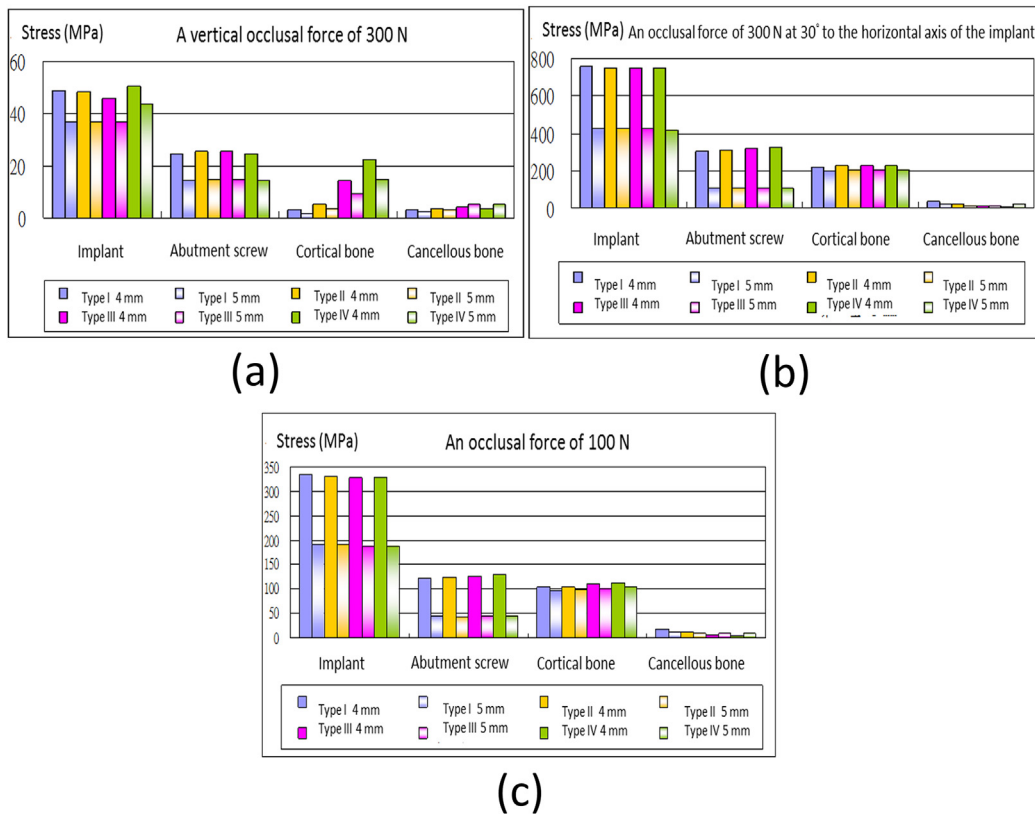 Stress (MPa) A vertical occlusal force of 300 N
60
40
20
0
Implant Abutment screw Cortical bone Cancellous bone
Type I 4 mm Type I 5 mm Type II 4 mm Type II 5 mm
Type III 4 mm Type III 5 mm Type IV 4 mm Type IV 5 mm
(a)
Stress (MPa) An occlusal force of 300 N at 30° to the horizontal axis of the implant
800
600
400
200
0
Implant Abutment screw Cortical bone Cancellous bone
Type I 4 mm Type I 5 mm Type II 4 mm Type II 5 mm
Type III 4 mm Type III 5 mm Type IV 4 mm Type IV 5 mm
(b)
Stress (MPa) An occlusal force of 100 N
350
300
250
200
150
100
50
0
Implant Abutment screw Cortical bone Cancellous bone
Type I 4 mm Type I 5 mm Type II 4 mm Type II 5 mm
Type III 4 mm Type III 5 mm Type IV 4 mm Type IV 5 mm
(c)